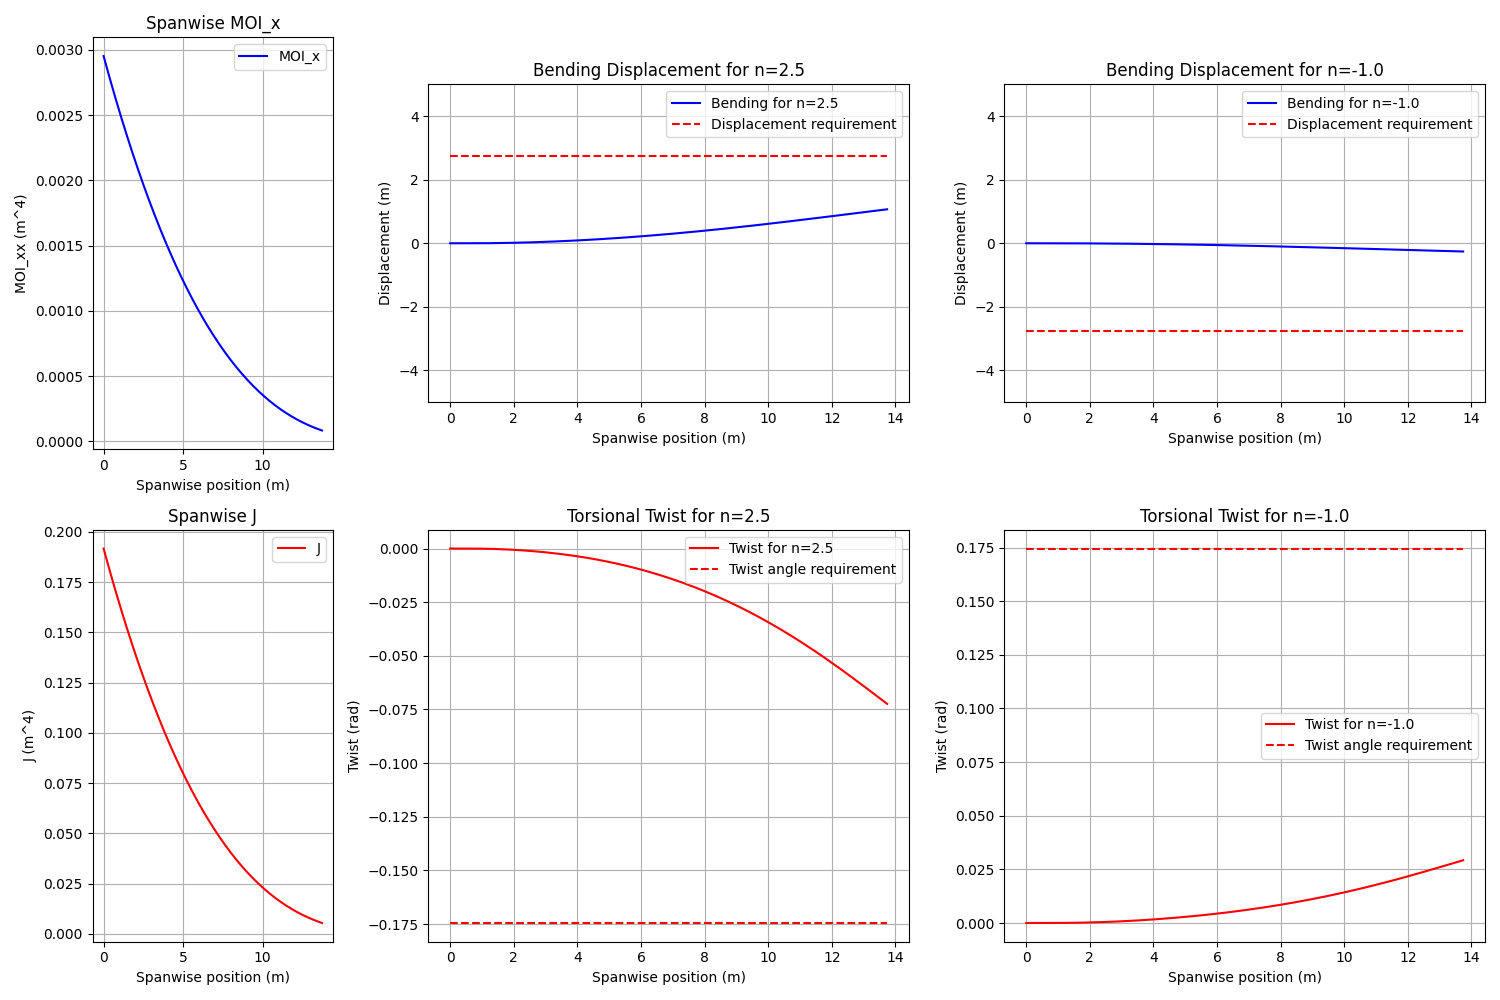 Spanwise MOI_x
MOI_x
0.0030
0.0025
0.0020
0.0015
0.0010
0.0005
0.0000
MOI_xx (m^4)
0 5 10
Spanwise position (m)
Bending Displacement for n=2.5
Bending for n=2.5
Displacement requirement
4
2
0
−2
−4
Displacement (m)
0 2 4 6 8 10 12 14
Spanwise position (m)
Bending Displacement for n=-1.0
Bending for n=-1.0
Displacement requirement
4
2
0
−2
−4
Displacement (m)
0 2 4 6 8 10 12 14
Spanwise position (m)
Spanwise J
J
0.200
0.175
0.150
0.125
0.100
0.075
0.050
0.025
0.000
J (m^4)
0 5 10
Spanwise position (m)
Torsional Twist for n=2.5
Twist for n=2.5
Twist angle requirement
0.000
−0.025
−0.050
−0.075
−0.100
−0.125
−0.150
−0.175
Twist (rad)
0 2 4 6 8 10 12 14
Spanwise position (m)
Torsional Twist for n=-1.0
Twist for n=-1.0
Twist angle requirement
0.175
0.150
0.125
0.100
0.075
0.050
0.025
0.000
Twist (rad)
0 2 4 6 8 10 12 14
Spanwise position (m)